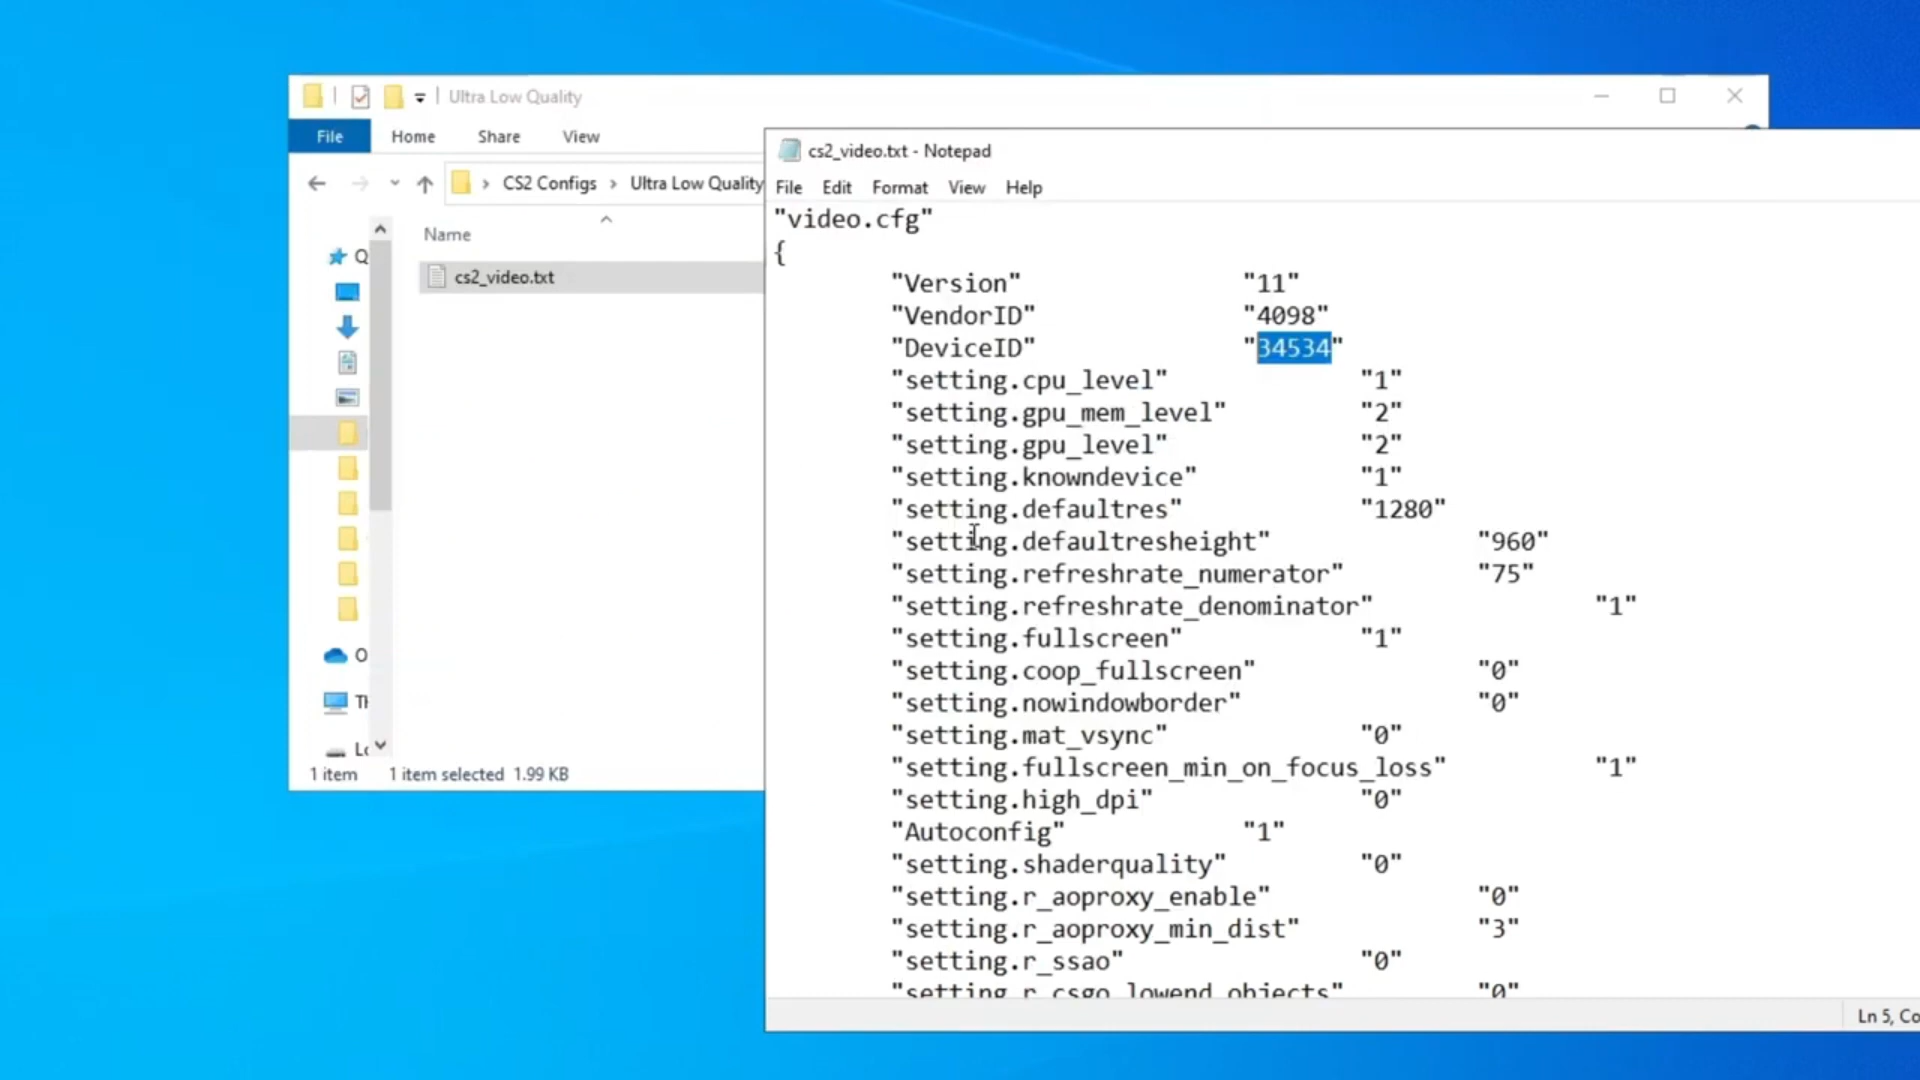 Ultra Low Quality
File Home Share View
CS2 Configs Ultra Low Quality
Name
cs2_video.txt
1 item 1 item selected 1.99 KB
cs2_video.txt - Notepad
File Edit Format View Help
"video.cfg"
{
"Version" "11"
"VendorID" "4098"
"DeviceID" "34534"
"setting.cpu_level" "1"
"setting.gpu_mem_level" "2"
"setting.gpu_level" "2"
"setting.knowndevice" "1"
"setting.defaultres" "1280"
"setting.defaultresheight" "960"
"setting.refreshrate_numerator" "75"
"setting.refreshrate_denominator" "1"
"setting.fullscreen" "1"
"setting.coop_fullscreen" "0"
"setting.nowindowborder" "0"
"setting.mat_vsync" "0"
"setting.fullscreen_min_on_focus_loss" "1"
"setting.high_dpi" "0"
"Autoconfig" "1"
"setting.shaderquality" "0"
"setting.r_aoproxy_enable" "0"
"setting.r_aoproxy_min_dist" "3"
"setting.r_ssao" "0"
"setting.r_csgo_lowend_objects" "0"
Ln 5, Co